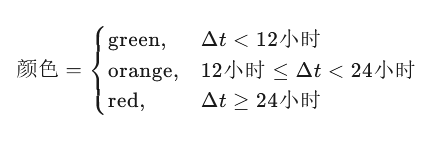 green, Δt < 12小时
颜色 = orange, 12小时 ≤ Δt < 24小时
red, Δt ≥ 24小时